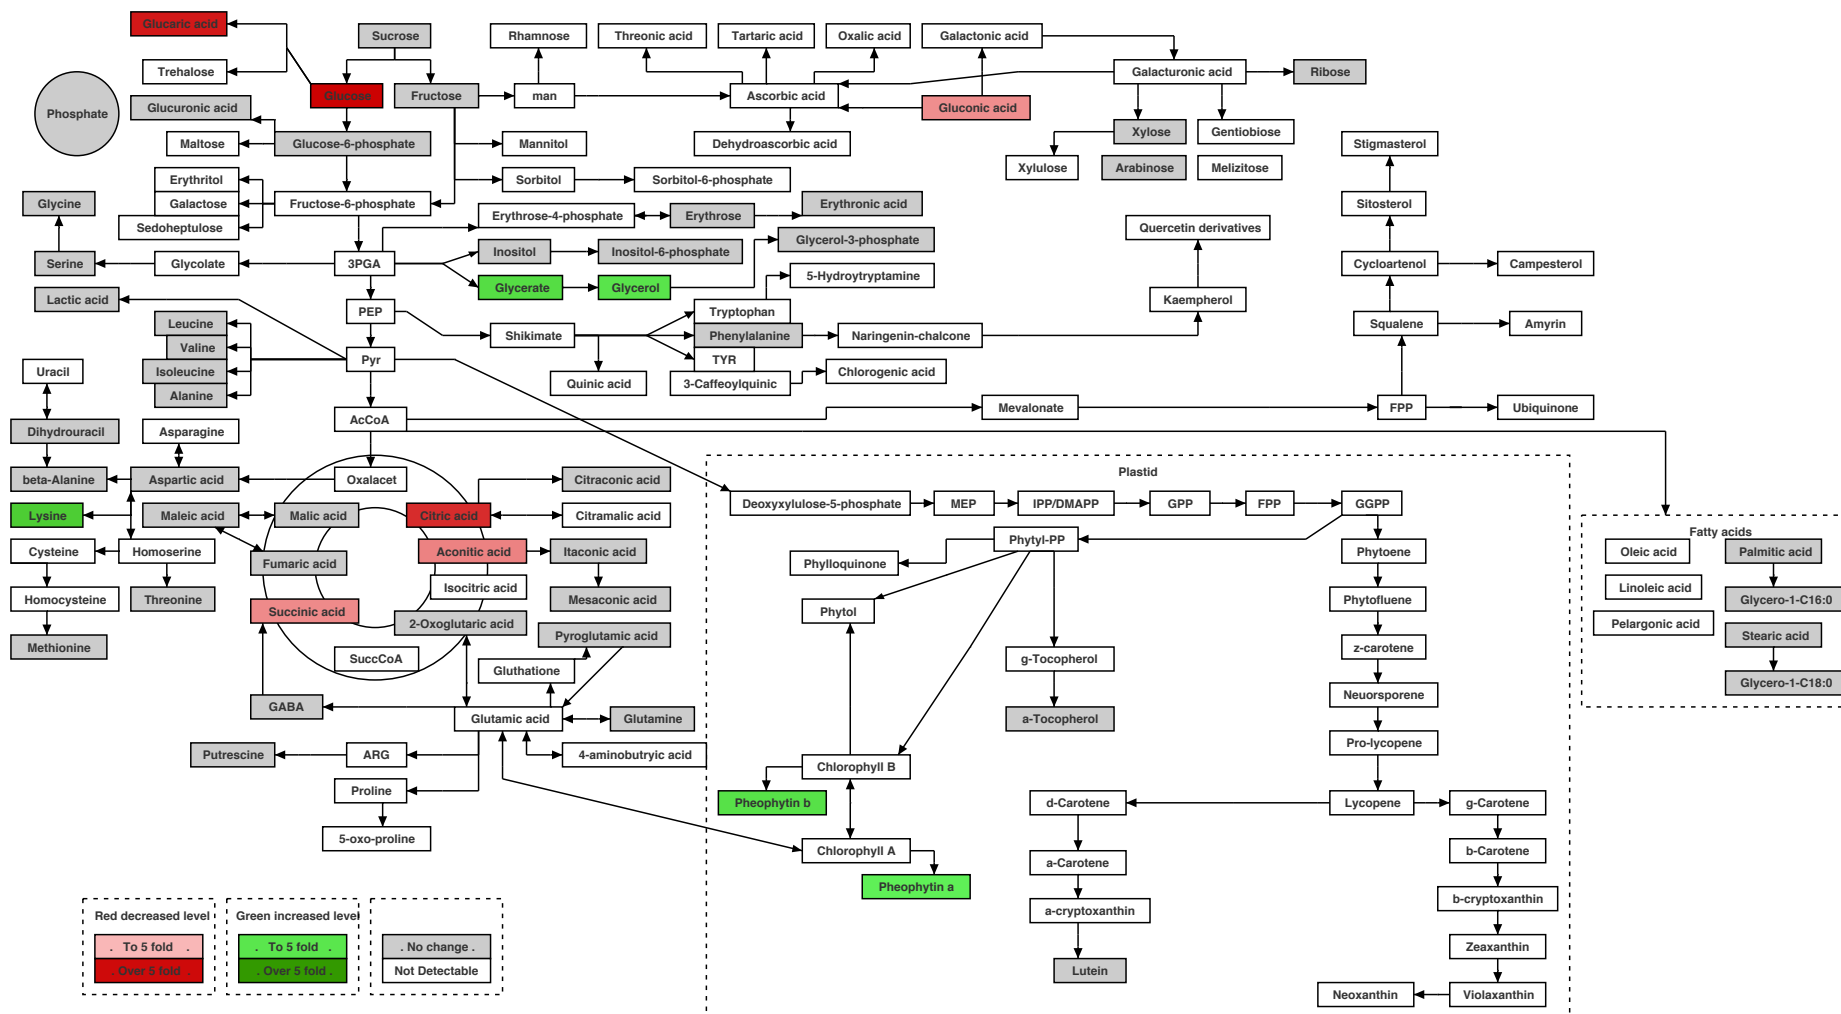 Glucaric acid
Sucrose
Rhamnose
Threonic acid
Tartaric acid
Oxalic acid
Galactonic acid
Trehalose
Galacturonic acid
Ribose
Phosphate
Glucuronic acid
Glucose
Fructose
man
Ascorbic acid
Gluconic acid
Maltose
Glucose-6-phosphate
Mannitol
Dehydroascorbic acid
Xylose
Gentiobiose
Stigmasterol
Xylulose
Arabinose
Melizitose
Erythritol
Sorbitol
Sorbitol-6-phosphate
Glycine
Galactose
Fructose-6-phosphate
Erythrose-4-phosphate
Erythrose
Erythronic acid
Sitosterol
Sedoheptulose
Quercetin derivatives
Inositol
Inositol-6-phosphate
Glycerol-3-phosphate
Serine
Glycolate
3PGA
Cycloartenol
Campesterol
Glycerate
Glycerol
5-Hydroytryptamine
Lactic acid
Kaempherol
PEP
Tryptophan
Leucine
Shikimate
Phenylalanine
Naringenin-chalcone
Squalene
Amyrin
Valine
Pyr
TYR
Uracil
Isoleucine
Quinic acid
3-Caffeoylquinic
Chlorogenic acid
Alanine
AcCoA
Mevalonate
FPP
Ubiquinone
Dihydrouracil
Asparagine
beta-Alanine
Aspartic acid
Oxalacet
Citraconic acid
Plastid
Deoxyxylulose-5-phosphate
MEP
IPP/DMAPP
GPP
FPP
GGPP
Lysine
Maleic acid
Malic acid
Citric acid
Citramalic acid
Fatty acids
Phytyl-PP
Cysteine
Homoserine
Fumaric acid
Aconitic acid
Itaconic acid
Phylloquinone
Phytoene
Oleic acid
Palmitic acid
Isocitric acid
Linoleic acid
Homocysteine
Threonine
Succinic acid
2-Oxoglutaric acid
Mesaconic acid
Phytol
Phytofluene
Glycero-1-C16:0
Pelargonic acid
Methionine
Pyroglutamic acid
z-carotene
Stearic acid
SuccCoA
Gluthatione
g-Tocopherol
Glycero-1-C18:0
GABA
Glutamic acid
Glutamine
a-Tocopherol
Neuorsporene
Putrescine
ARG
4-aminobutryic acid
Chlorophyll B
Pro-lycopene
Proline
Pheophytin b
d-Carotene
Lycopene
g-Carotene
5-oxo-proline
Chlorophyll A
a-Carotene
b-Carotene
Pheophytin a
b-cryptoxanthin
a-cryptoxanthin
Zeaxanthin
Lutein
Neoxanthin
Violaxanthin
Red decreased level
. To 5 fold .
. Over 5 fold .
Green increased level
. To 5 fold .
. Over 5 fold .
. No change .
Not Detectable